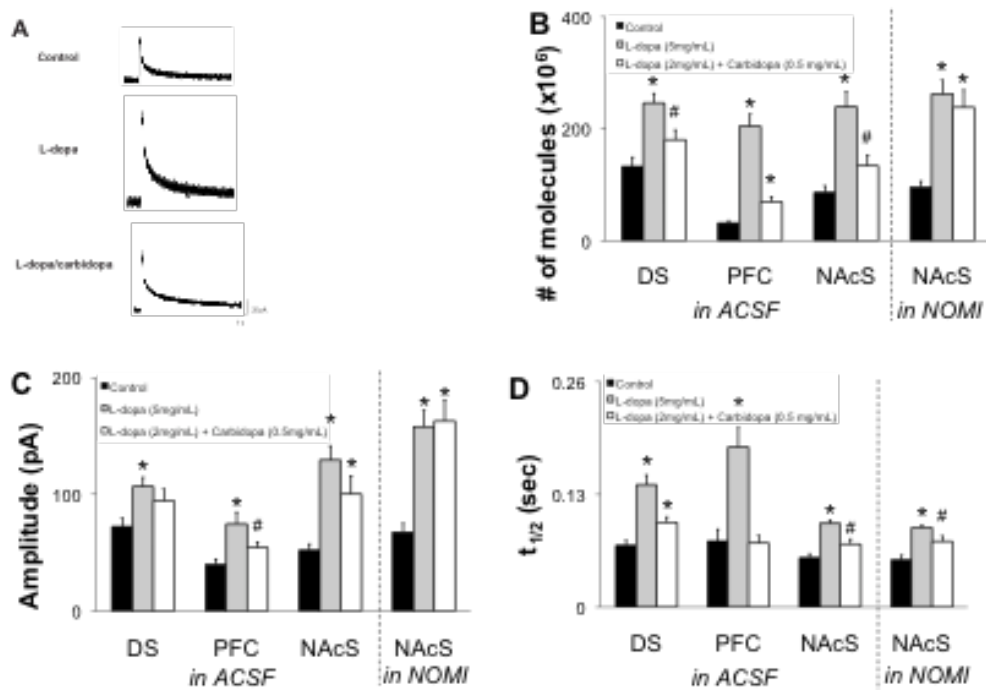 A
Control
L-dopa
L-dopa/carbidopa
B
# of molecules (x10⁶)
400
200
0
Control
L-dopa (5mg/mL)
L-dopa (2mg/mL) + Carbidopa (0.5 mg/mL)
* # * * * # * *
DS PFC NAcS NAcS
in ACSF in NOMI
C
Amplitude (pA)
200
100
0
Control
L-dopa (5mg/mL)
L-dopa (2mg/mL) + Carbidopa (0.5mg/mL)
* * # * * * *
DS PFC NAcS NAcS
in ACSF in NOMI
D
t1/2 (sec)
0.26
0.13
0
Control
L-dopa (5mg/mL)
L-dopa (2mg/mL) + Carbidopa (0.5 mg/mL)
* * * * # * #
DS PFC NAcS NAcS
in ACSF in NOMI